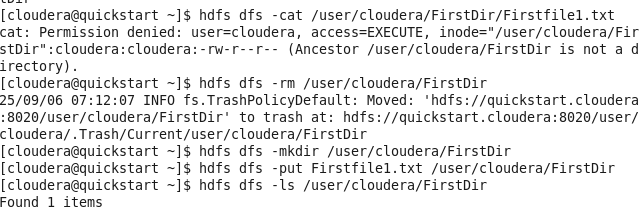 tDir
[cloudera@quickstart ~]$ hdfs dfs -cat /user/cloudera/FirstDir/Firstfile1.txt
cat: Permission denied: user=cloudera, access=EXECUTE, inode="/user/cloudera/Fir
stDir":cloudera:cloudera:-rw-r--r-- (Ancestor /user/cloudera/FirstDir is not a d
irectory).
[cloudera@quickstart ~]$ hdfs dfs -rm /user/cloudera/FirstDir
25/09/06 07:12:07 INFO fs.TrashPolicyDefault: Moved: 'hdfs://quickstart.cloudera
:8020/user/cloudera/FirstDir' to trash at: hdfs://quickstart.cloudera:8020/user/
cloudera/.Trash/Current/user/cloudera/FirstDir
[cloudera@quickstart ~]$ hdfs dfs -mkdir /user/cloudera/FirstDir
[cloudera@quickstart ~]$ hdfs dfs -put Firstfile1.txt /user/cloudera/FirstDir
[cloudera@quickstart ~]$ hdfs dfs -ls /user/cloudera/FirstDir
Found 1 items